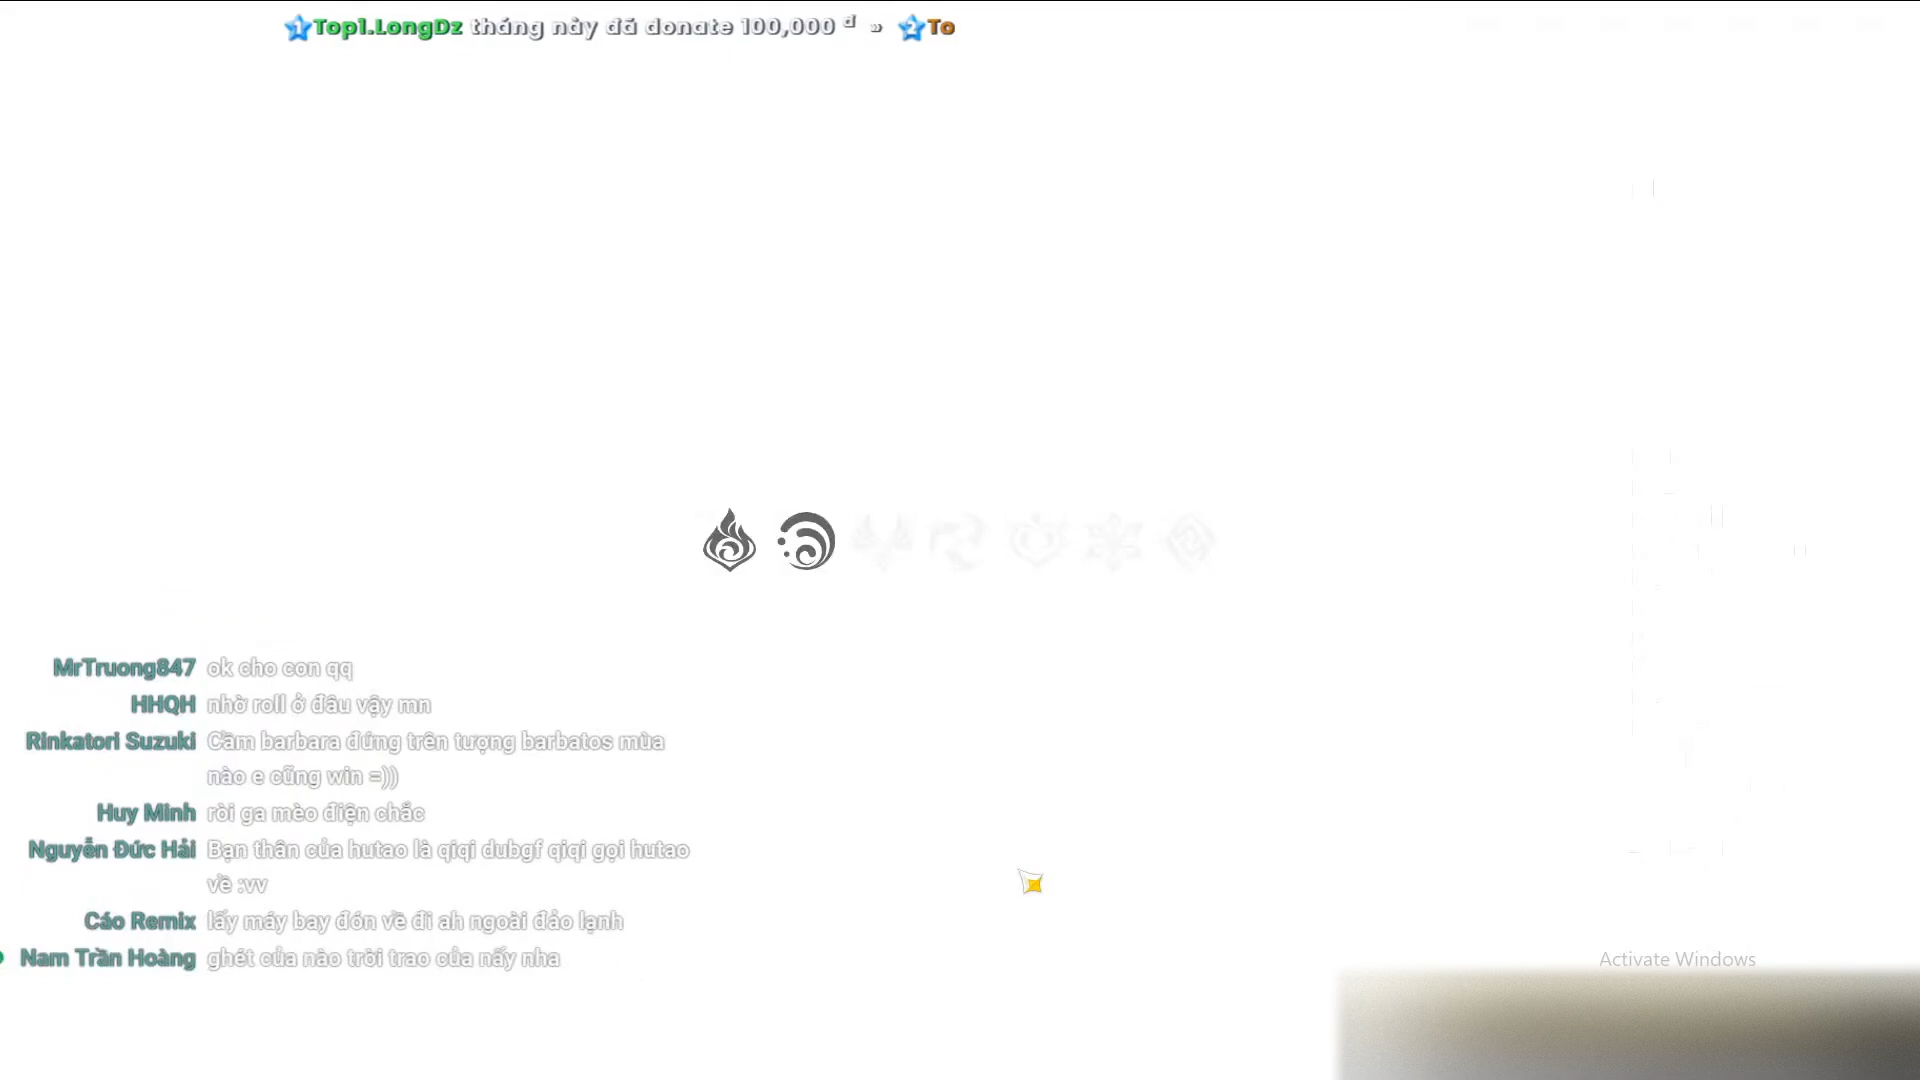 1 Top1.LongDz tháng này đã donate 100,000 đ » 2 To
MrTruong847 ok cho con qq
HHQH nhờ roll ở đâu vậy mn
Rinkatori Suzuki Cầm barbara đứng trên tượng barbatos mùa
nào e cũng win =))
Huy Minh ròi ga mèo điện chắc
Nguyễn Đức Hải Bạn thân của hutao là qiqi dubgf qiqi gọi hutao
về :vv
Cáo Remix lấy máy bay đón về đi ah ngoài đảo lạnh
Nam Trần Hoàng ghét của nào trời trao của nấy nha
Activate Windows